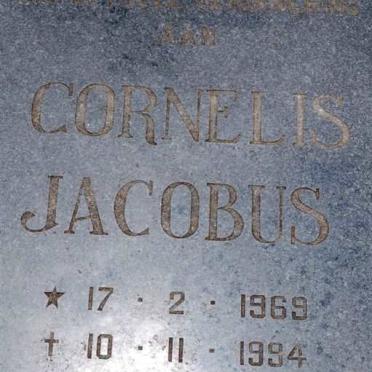 AAN
CORNELIS
JACOBUS
★ 17 · 2 · 1969
† 10 · 11 · 1994